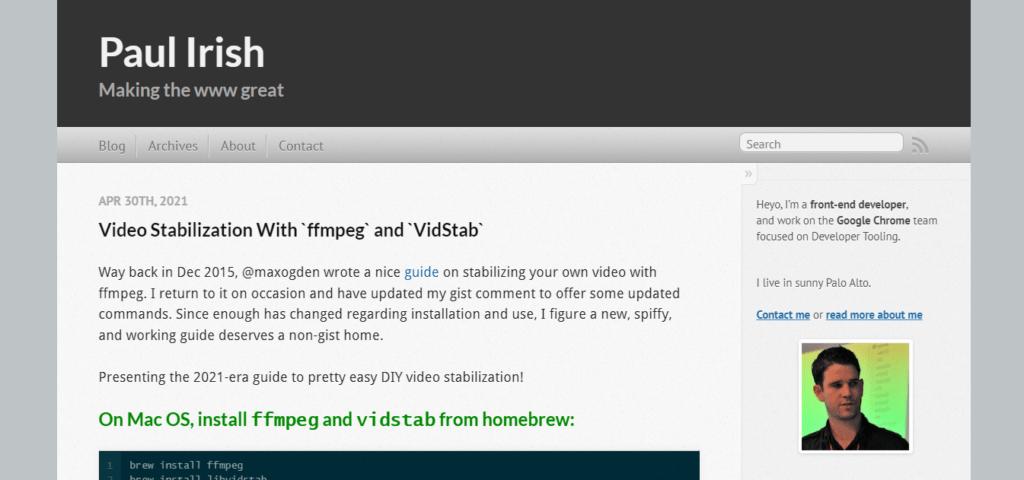 Paul Irish
Making the www great
Blog
Archives
About
Contact
Search
»
APR 30TH, 2021
Video Stabilization With `ffmpeg` and `VidStab`
Way back in Dec 2015, @maxogden wrote a nice guide on stabilizing your own video with
ffmpeg. I return to it on occasion and have updated my gist comment to offer some updated
commands. Since enough has changed regarding installation and use, I figure a new, spiffy,
and working guide deserves a non-gist home.
Presenting the 2021-era guide to pretty easy DIY video stabilization!
On Mac OS, install ffmpeg and vidstab from homebrew:
1 brew install ffmpeg
2 brew install libvidstab
Heyo, I'm a front-end developer,
and work on the Google Chrome team
focused on Developer Tooling.
I live in sunny Palo Alto.
Contact me or read more about me